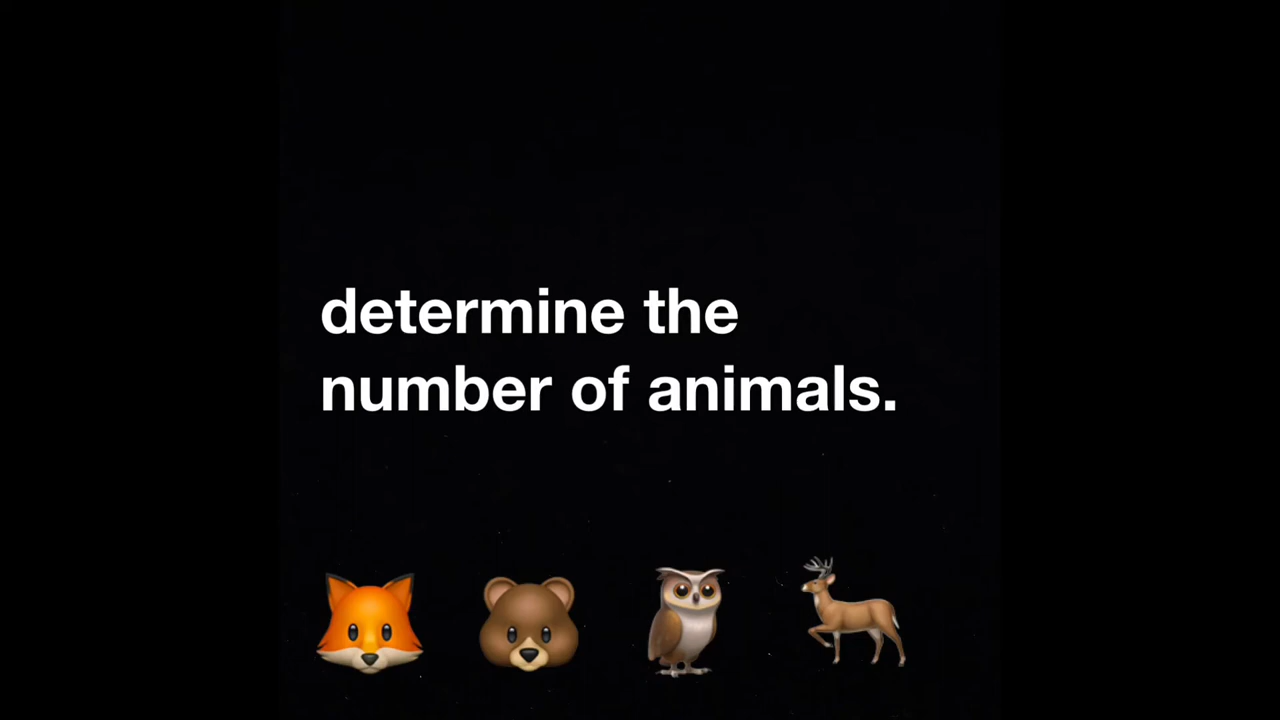 determine the
number of animals.